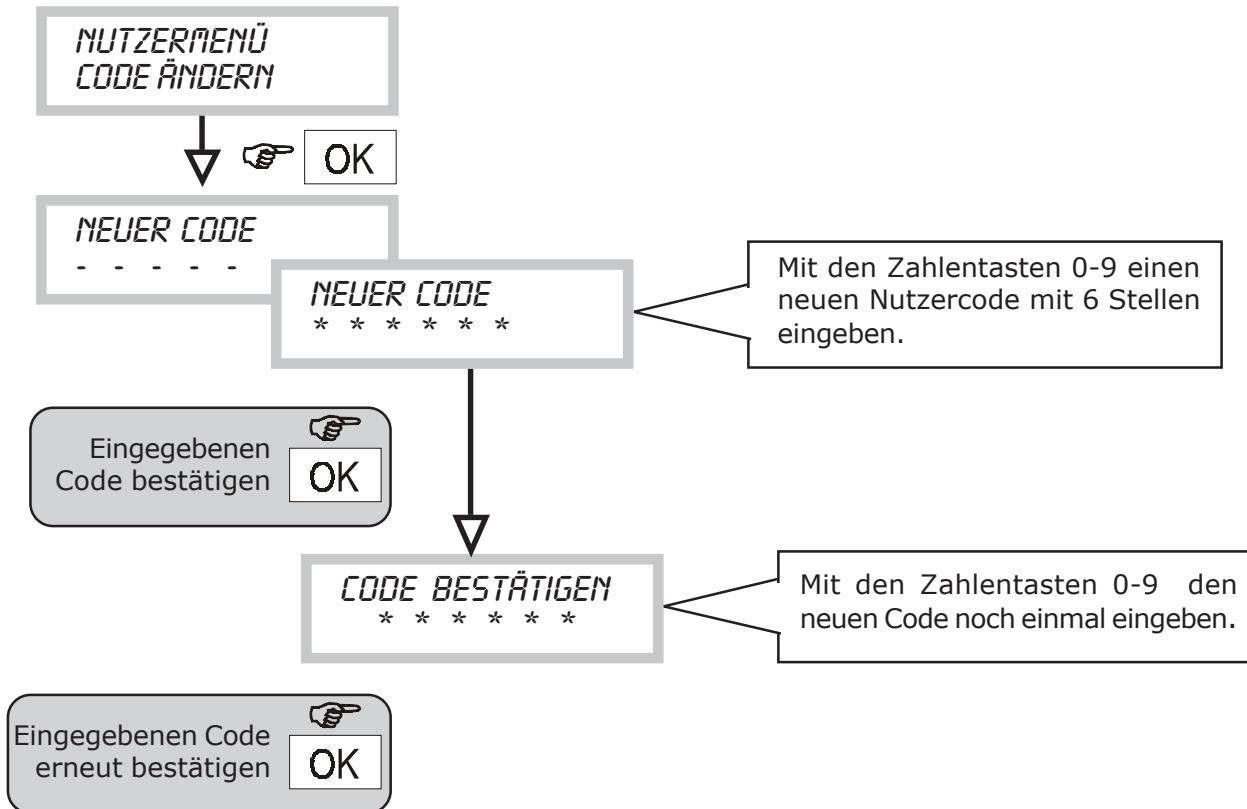 NUTZERMENÜ
CODE ÄNDERN
OK
NEUER CODE
- - - - -
NEUER CODE
* * * * * *
Mit den Zahlentasten 0-9 einen
neuen Nutzercode mit 6 Stellen
eingeben.
Eingegebenen
Code bestätigen
OK
CODE BESTÄTIGEN
* * * * * *
Mit den Zahlentasten 0-9 den
neuen Code noch einmal eingeben.
Eingegebenen Code
erneut bestätigen
OK